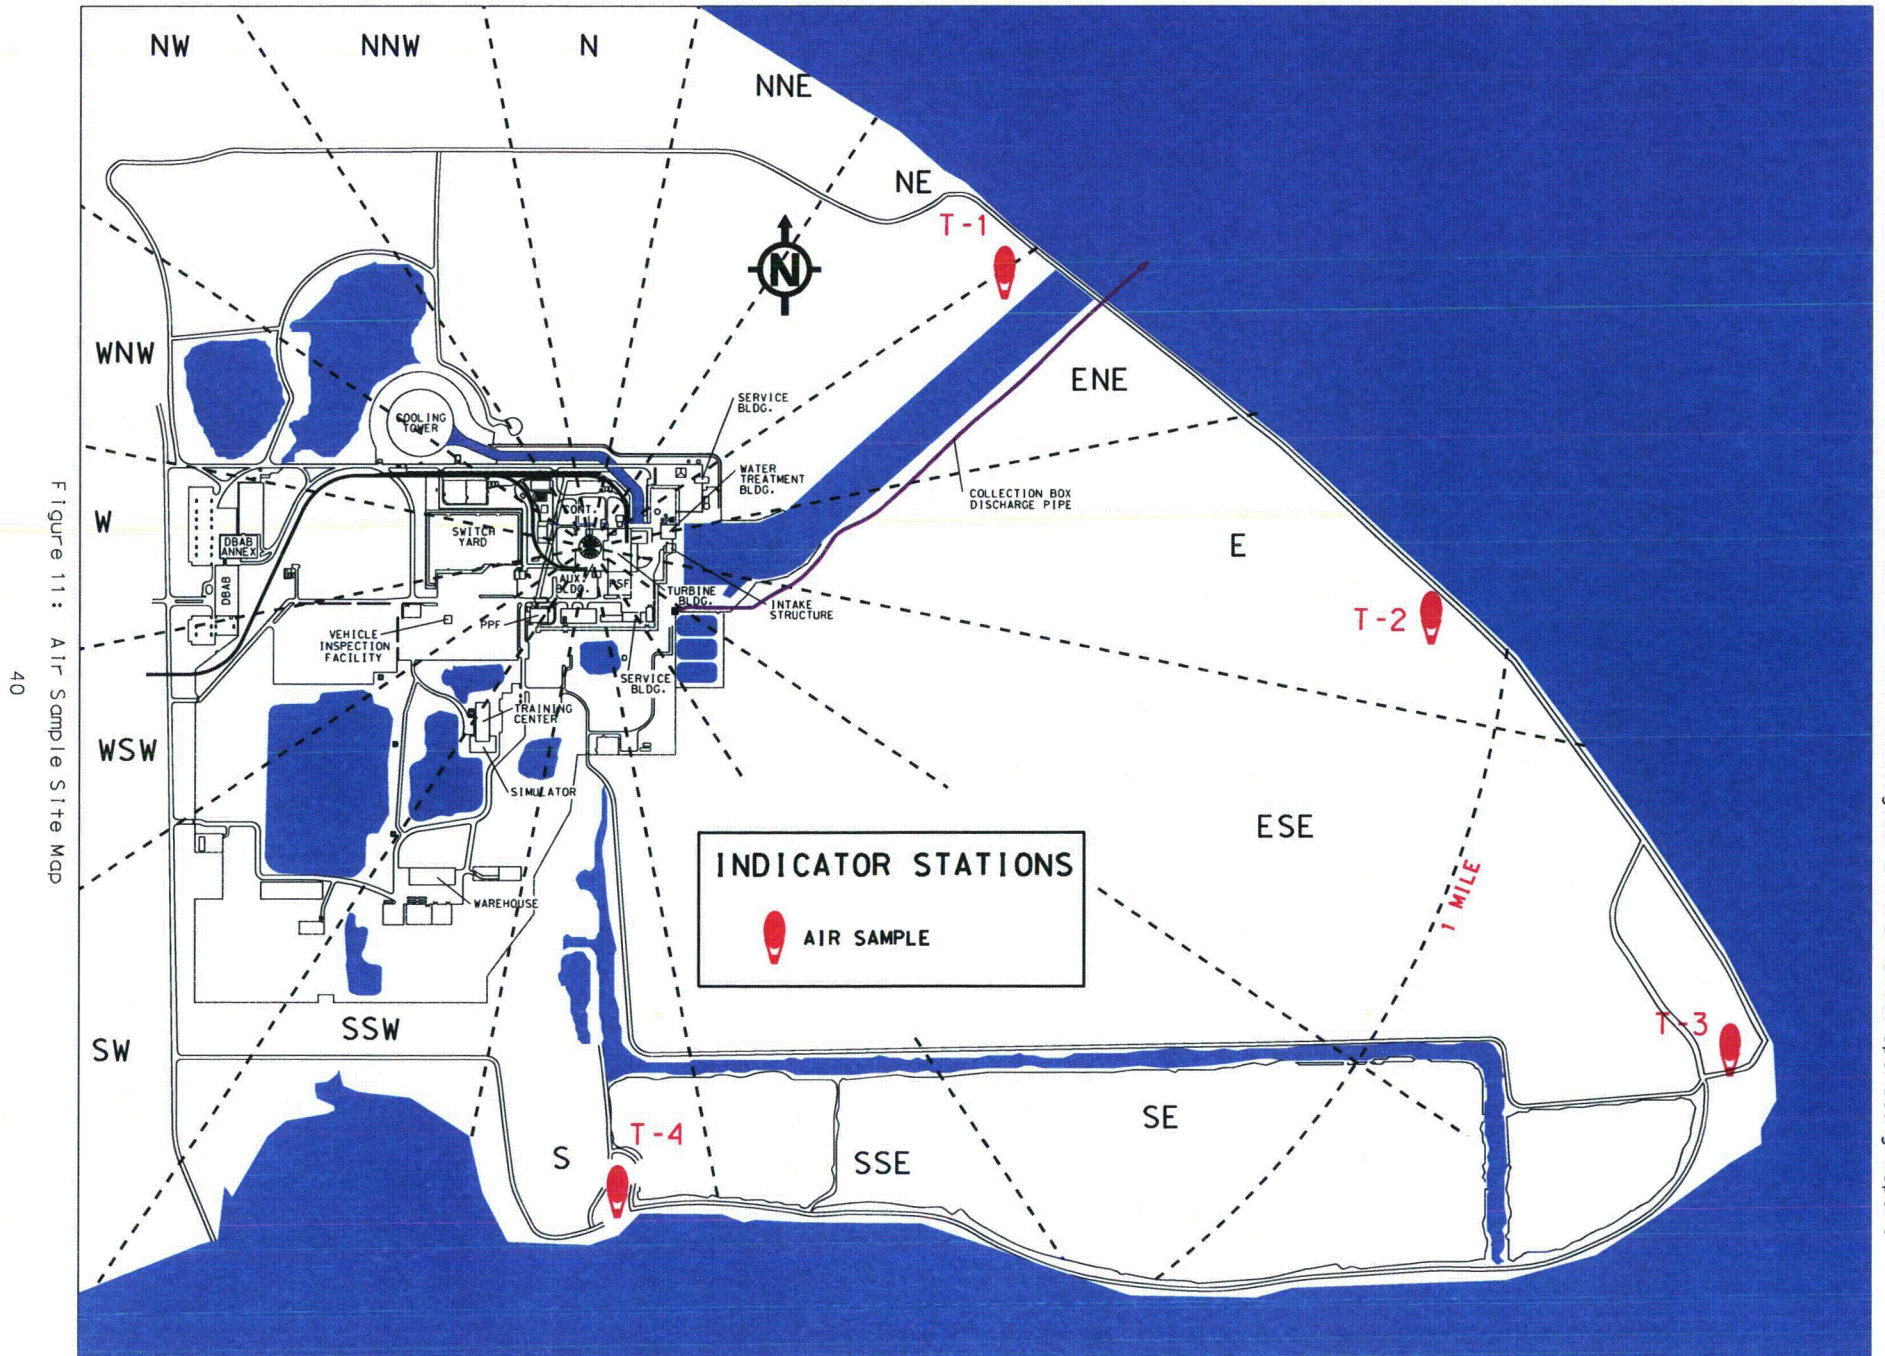 NW
NNW
N
NNE
NE
T-1
N
WNW
ENE
COOLING
TOWER
SERVICE
BLDG.
WATER
TREATMENT
BLDG.
COLLECTION BOX
DISCHARGE PIPE
W
CONT.
SWITCH
YARD
DBAB
ANNEX
E
DBAB
AUX.
BLDG.
TURBINE
BLDG.
INTAKE
STRUCTURE
T-2
PPF
VEHICLE
INSPECTION
FACILITY
SERVICE
BLDG.
TRAINING
CENTER
WSW
SIMULATOR
ESE
INDICATOR STATIONS
AIR SAMPLE
1 MILE
WAREHOUSE
T-3
SW
SSW
T-4
S
SSE
SE
Figure 11: Air Sample Site Map
40